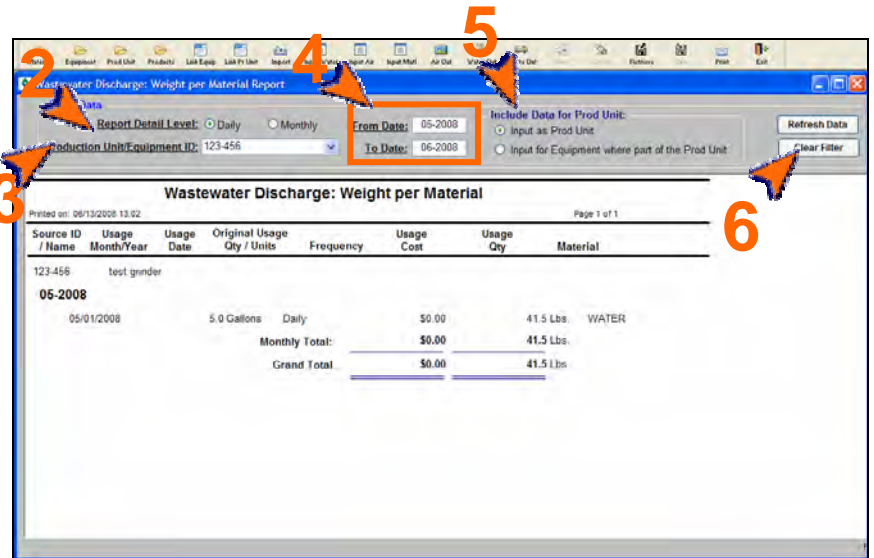 5
4
2
Equipment Prod Unit Products Link Equip Link Pr Unit Import Input Air Input Matl Air Out Print Exit
Wastewater Discharge: Weight per Material Report
Data
Report Detail Level: Daily Monthly
From Date: 05-2008
Include Data for Prod Unit:
Input as Prod Unit
Refresh Data
3
Production Unit/Equipment ID: 123-456
To Date: 06-2008
Input for Equipment where part of the Prod Unit
Clear Filter
6
Wastewater Discharge: Weight per Material
Printed on: 06/13/2008 13:02
Page 1 of 1
Source ID / Name
Usage Month/Year
Usage Date
Original Usage Qty / Units
Frequency
Usage Cost
Usage Qty
Material
123-456 test grinder
05-2008
05/01/2008 5.0 Gallons Daily $0.00 41.5 Lbs. WATER
Monthly Total: $0.00 41.5 Lbs.
Grand Total $0.00 41.5 Lbs